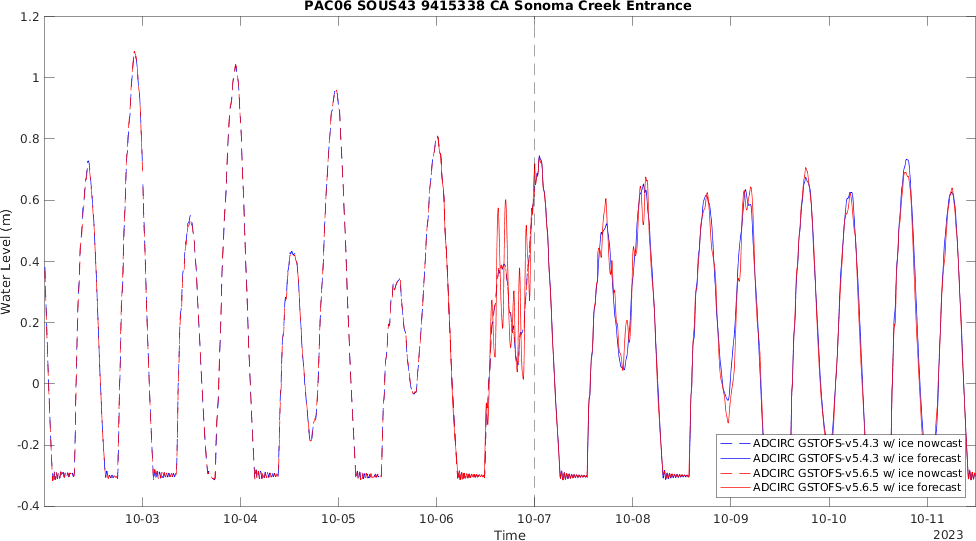 PAC06 SOUS43 9415338 CA Sonoma Creek Entrance
1.2
1
0.8
0.6
0.4
0.2
0
-0.2
-0.4
Water Level (m)
ADCIRC GSTOFS-v5.4.3 w/ ice nowcast
ADCIRC GSTOFS-v5.4.3 w/ ice forecast
ADCIRC GSTOFS-v5.6.5 w/ ice nowcast
ADCIRC GSTOFS-v5.6.5 w/ ice forecast
10-03 10-04 10-05 10-06 10-07 10-08 10-09 10-10 10-11
Time
2023